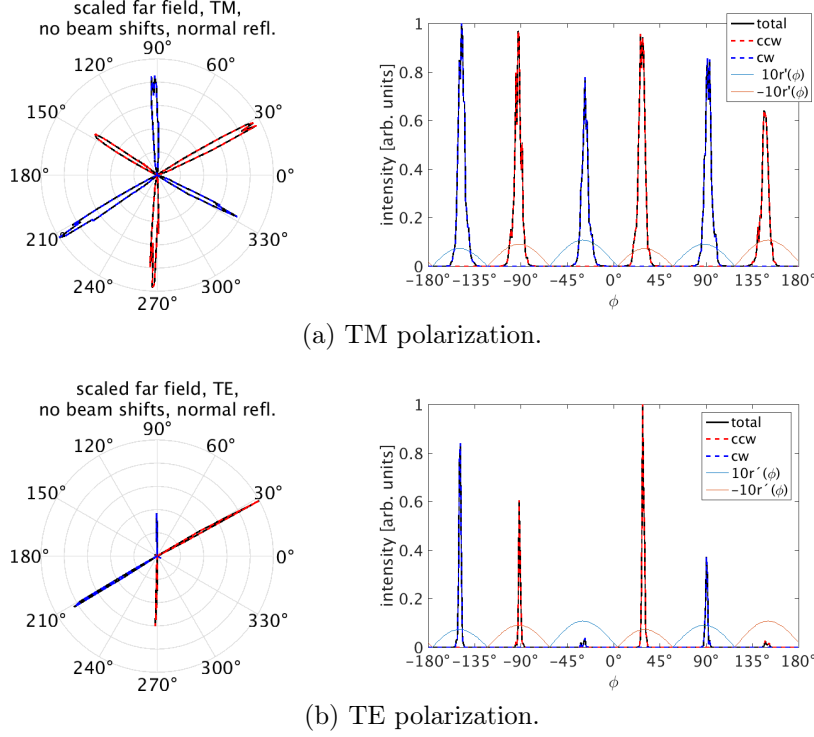 scaled far field, TM,
no beam shifts, normal refl.
90°
120°
60°
150°
30°
180°
0°
210°
330°
240°
300°
270°
intensity [arb. units]
1
0.8
0.6
0.4
0.2
0
-180° -135° -90° -45° 0° 45° 90° 135° 180°
ϕ
total
ccw
cw
10r'(ϕ)
-10r'(ϕ)
(a) TM polarization.
scaled far field, TE,
no beam shifts, normal refl.
90°
120°
60°
150°
30°
180°
0°
210°
330°
240°
300°
270°
intensity [arb. units]
1
0.8
0.6
0.4
0.2
0
-180° -135° -90° -45° 0° 45° 90° 135° 180°
ϕ
total
ccw
cw
10r´(ϕ)
-10r´(ϕ)
(b) TE polarization.